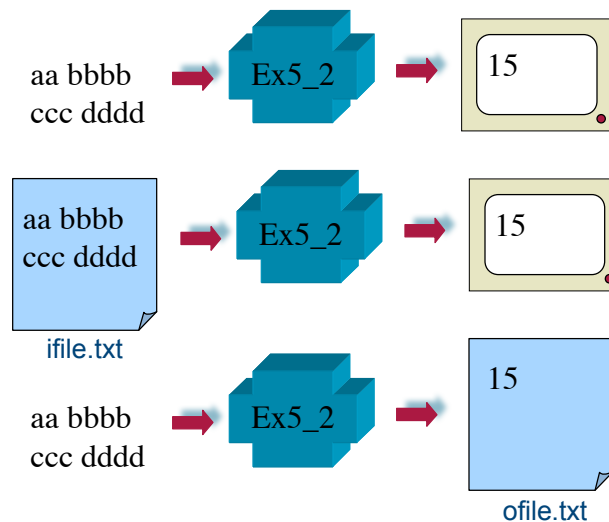 aa bbbb
ccc dddd
Ex5_2
15
aa bbbb
ccc dddd
ifile.txt
Ex5_2
15
aa bbbb
ccc dddd
Ex5_2
15
ofile.txt